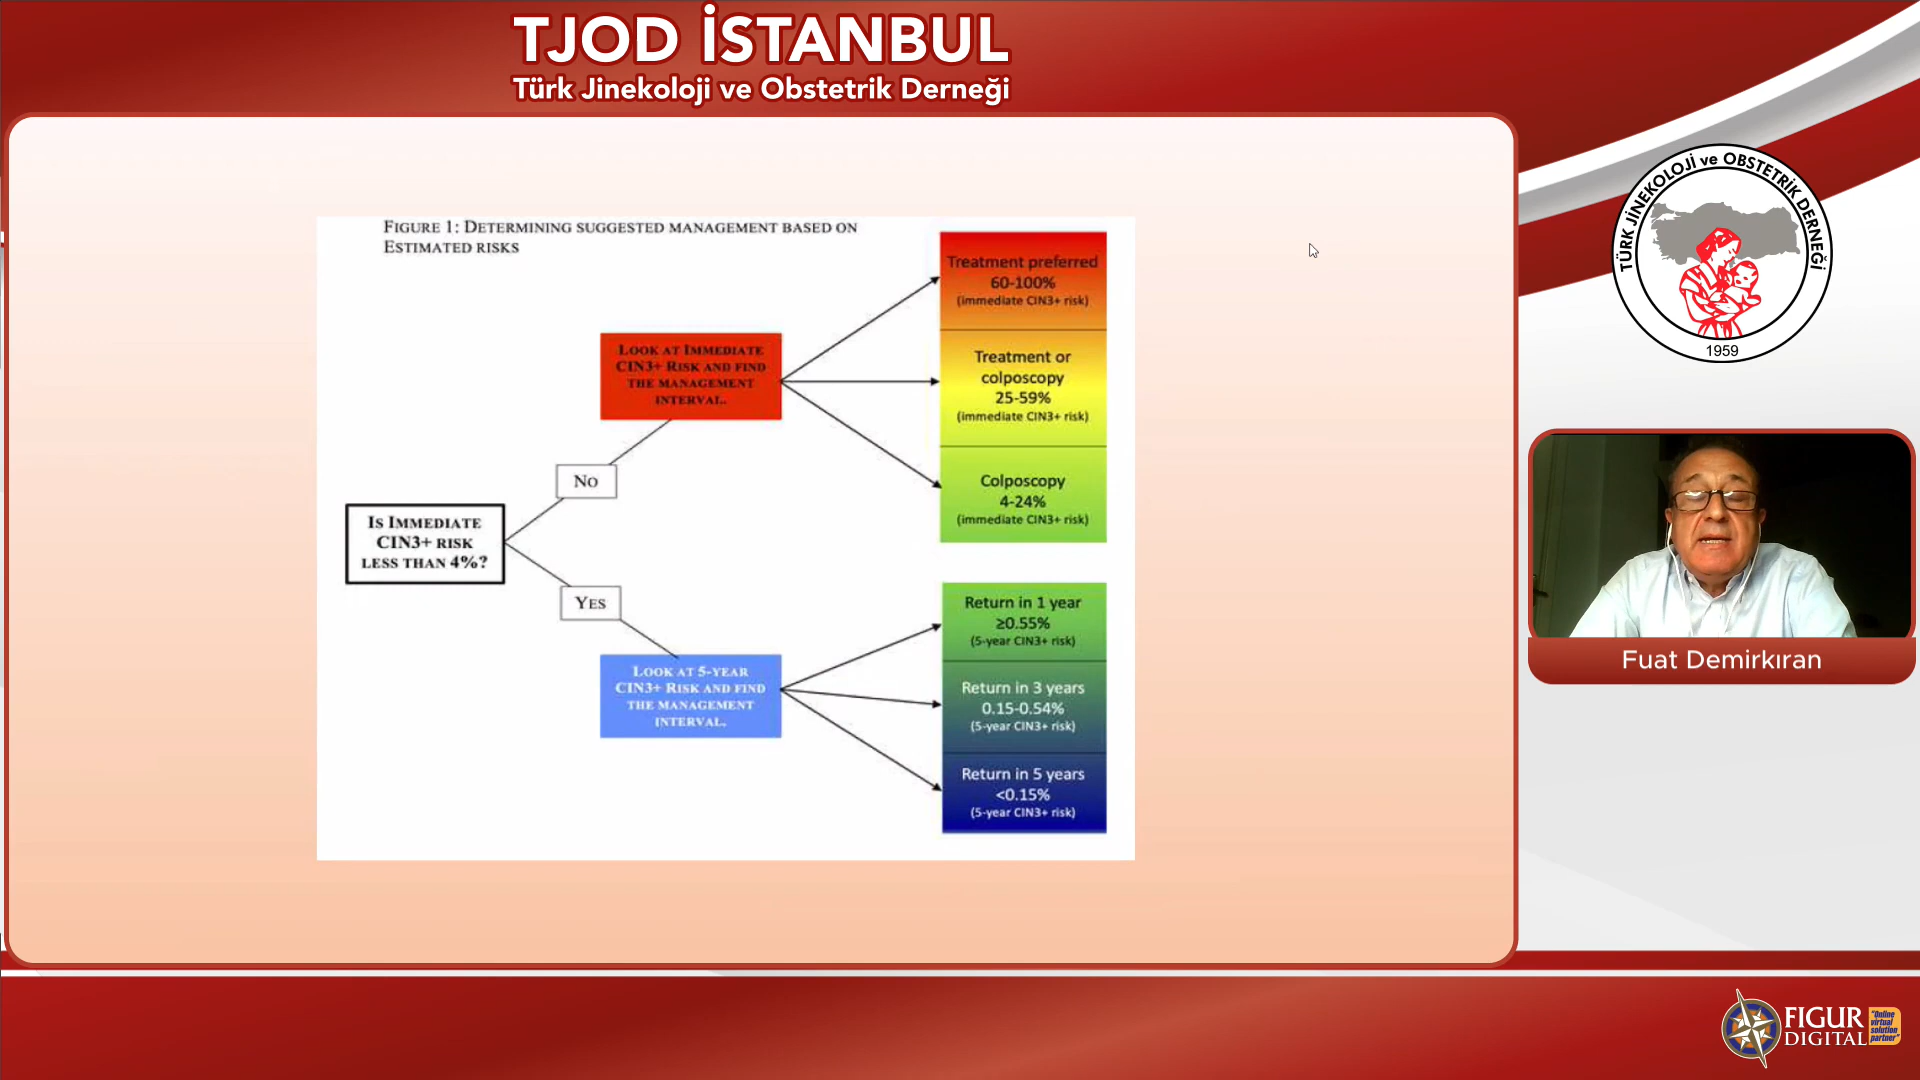 TJOD İSTANBUL
Türk Jinekoloji ve Obstetrik Derneği
FIGURE 1: DETERMINING SUGGESTED MANAGEMENT BASED ON
ESTIMATED RISKS
Treatment preferred
60-100%
(immediate CIN3+ risk)
LOOK AT IMMEDIATE
CIN3+ RISK AND FIND
THE MANAGEMENT
INTERVAL.
Treatment or
colposcopy
25-59%
(immediate CIN3+ risk)
NO
Colposcopy
4-24%
(immediate CIN3+ risk)
IS IMMEDIATE
CIN3+ RISK
LESS THAN 4%?
YES
Return in 1 year
≥0.55%
(5-year CIN3+ risk)
LOOK AT 5-YEAR
CIN3+ RISK AND FIND
THE MANAGEMENT
INTERVAL.
Return in 3 years
0.15-0.54%
(5-year CIN3+ risk)
Return in 5 years
<0.15%
(5-year CIN3+ risk)
TÜRK JİNEKOLOJİ ve OBSTETRİK DERNEĞİ
1959
Fuat Demirkıran
FIGUR
DIGITAL
"Online
virtual
solution
partner"